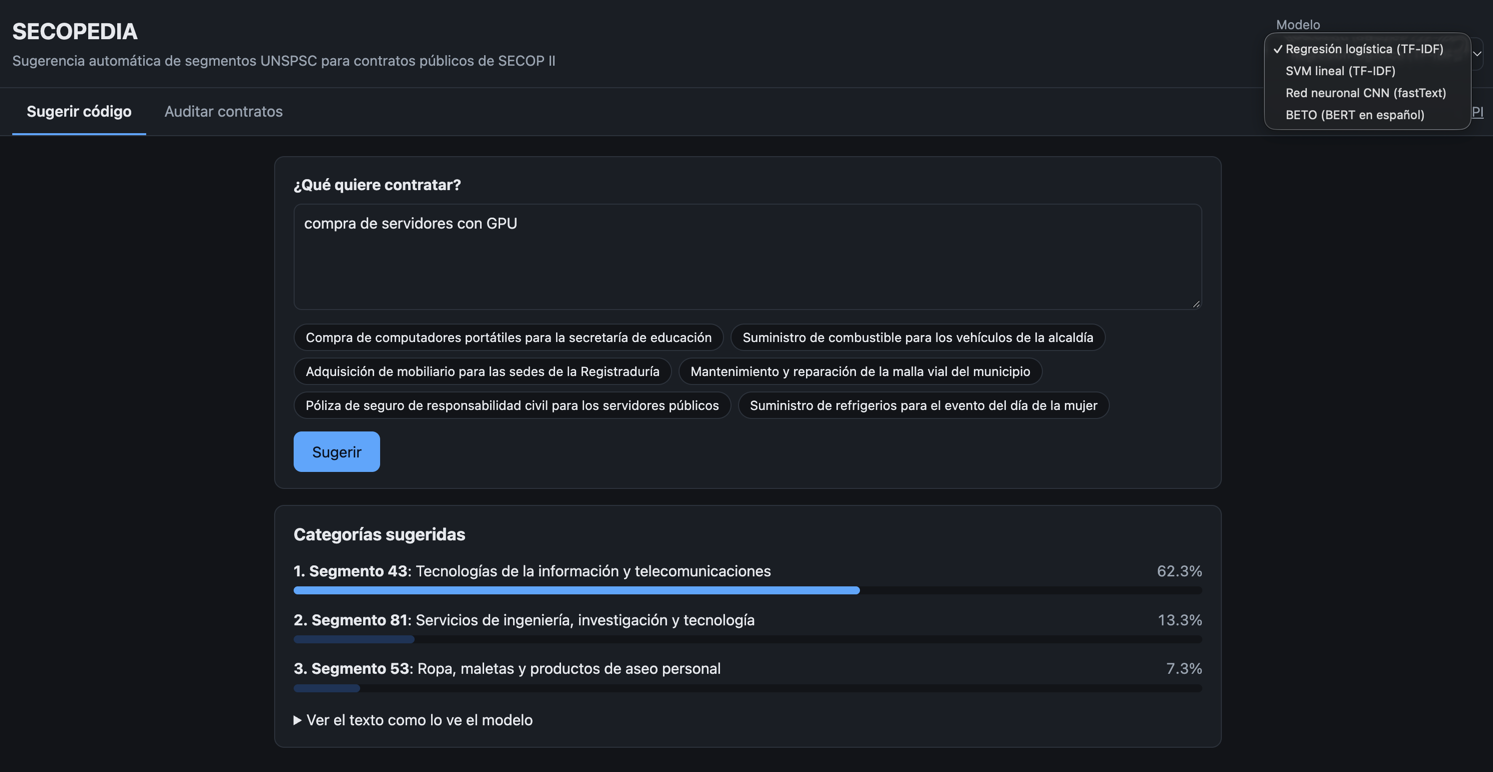 SECOPEDIA
Sugerencia automática de segmentos UNSPSC para contratos públicos de SECOP II
Modelo
✓ Regresión logística (TF-IDF)
SVM lineal (TF-IDF)
Red neuronal CNN (fastText)
BETO (BERT en español)
Sugerir código
Auditar contratos
PI
¿Qué quiere contratar?
compra de servidores con GPU
Compra de computadores portátiles para la secretaría de educación
Suministro de combustible para los vehículos de la alcaldía
Adquisición de mobiliario para las sedes de la Registraduría
Mantenimiento y reparación de la malla vial del municipio
Póliza de seguro de responsabilidad civil para los servidores públicos
Suministro de refrigerios para el evento del día de la mujer
Sugerir
Categorías sugeridas
1. Segmento 43: Tecnologías de la información y telecomunicaciones 62.3%
2. Segmento 81: Servicios de ingeniería, investigación y tecnología 13.3%
3. Segmento 53: Ropa, maletas y productos de aseo personal 7.3%
▶ Ver el texto como lo ve el modelo